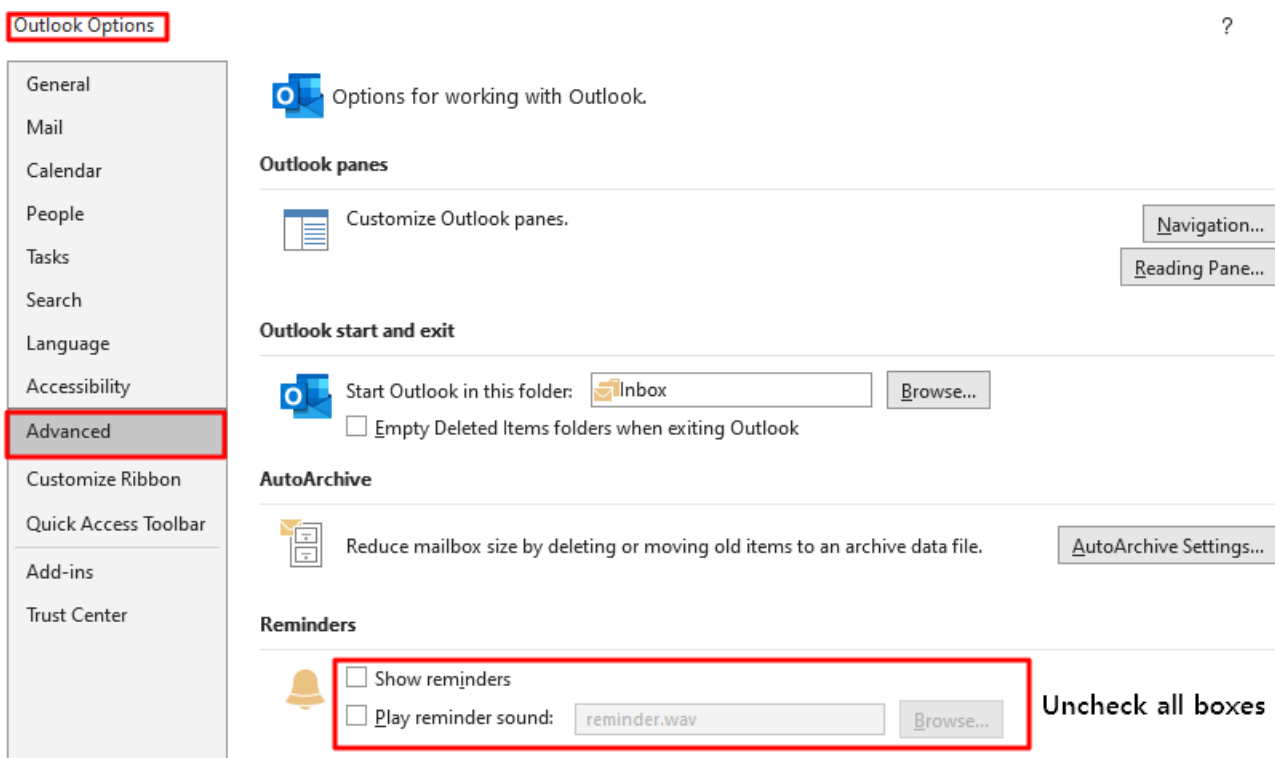 Outlook Options
?
General
Mail
Calendar
People
Tasks
Search
Language
Accessibility
Advanced
Customize Ribbon
Quick Access Toolbar
Add-ins
Trust Center
Options for working with Outlook.
Outlook panes
Customize Outlook panes.
Navigation...
Reading Pane...
Outlook start and exit
Start Outlook in this folder: Inbox Browse...
Empty Deleted Items folders when exiting Outlook
AutoArchive
Reduce mailbox size by deleting or moving old items to an archive data file. AutoArchive Settings...
Reminders
Show reminders
Play reminder sound: reminder.wav Browse...
Uncheck all boxes